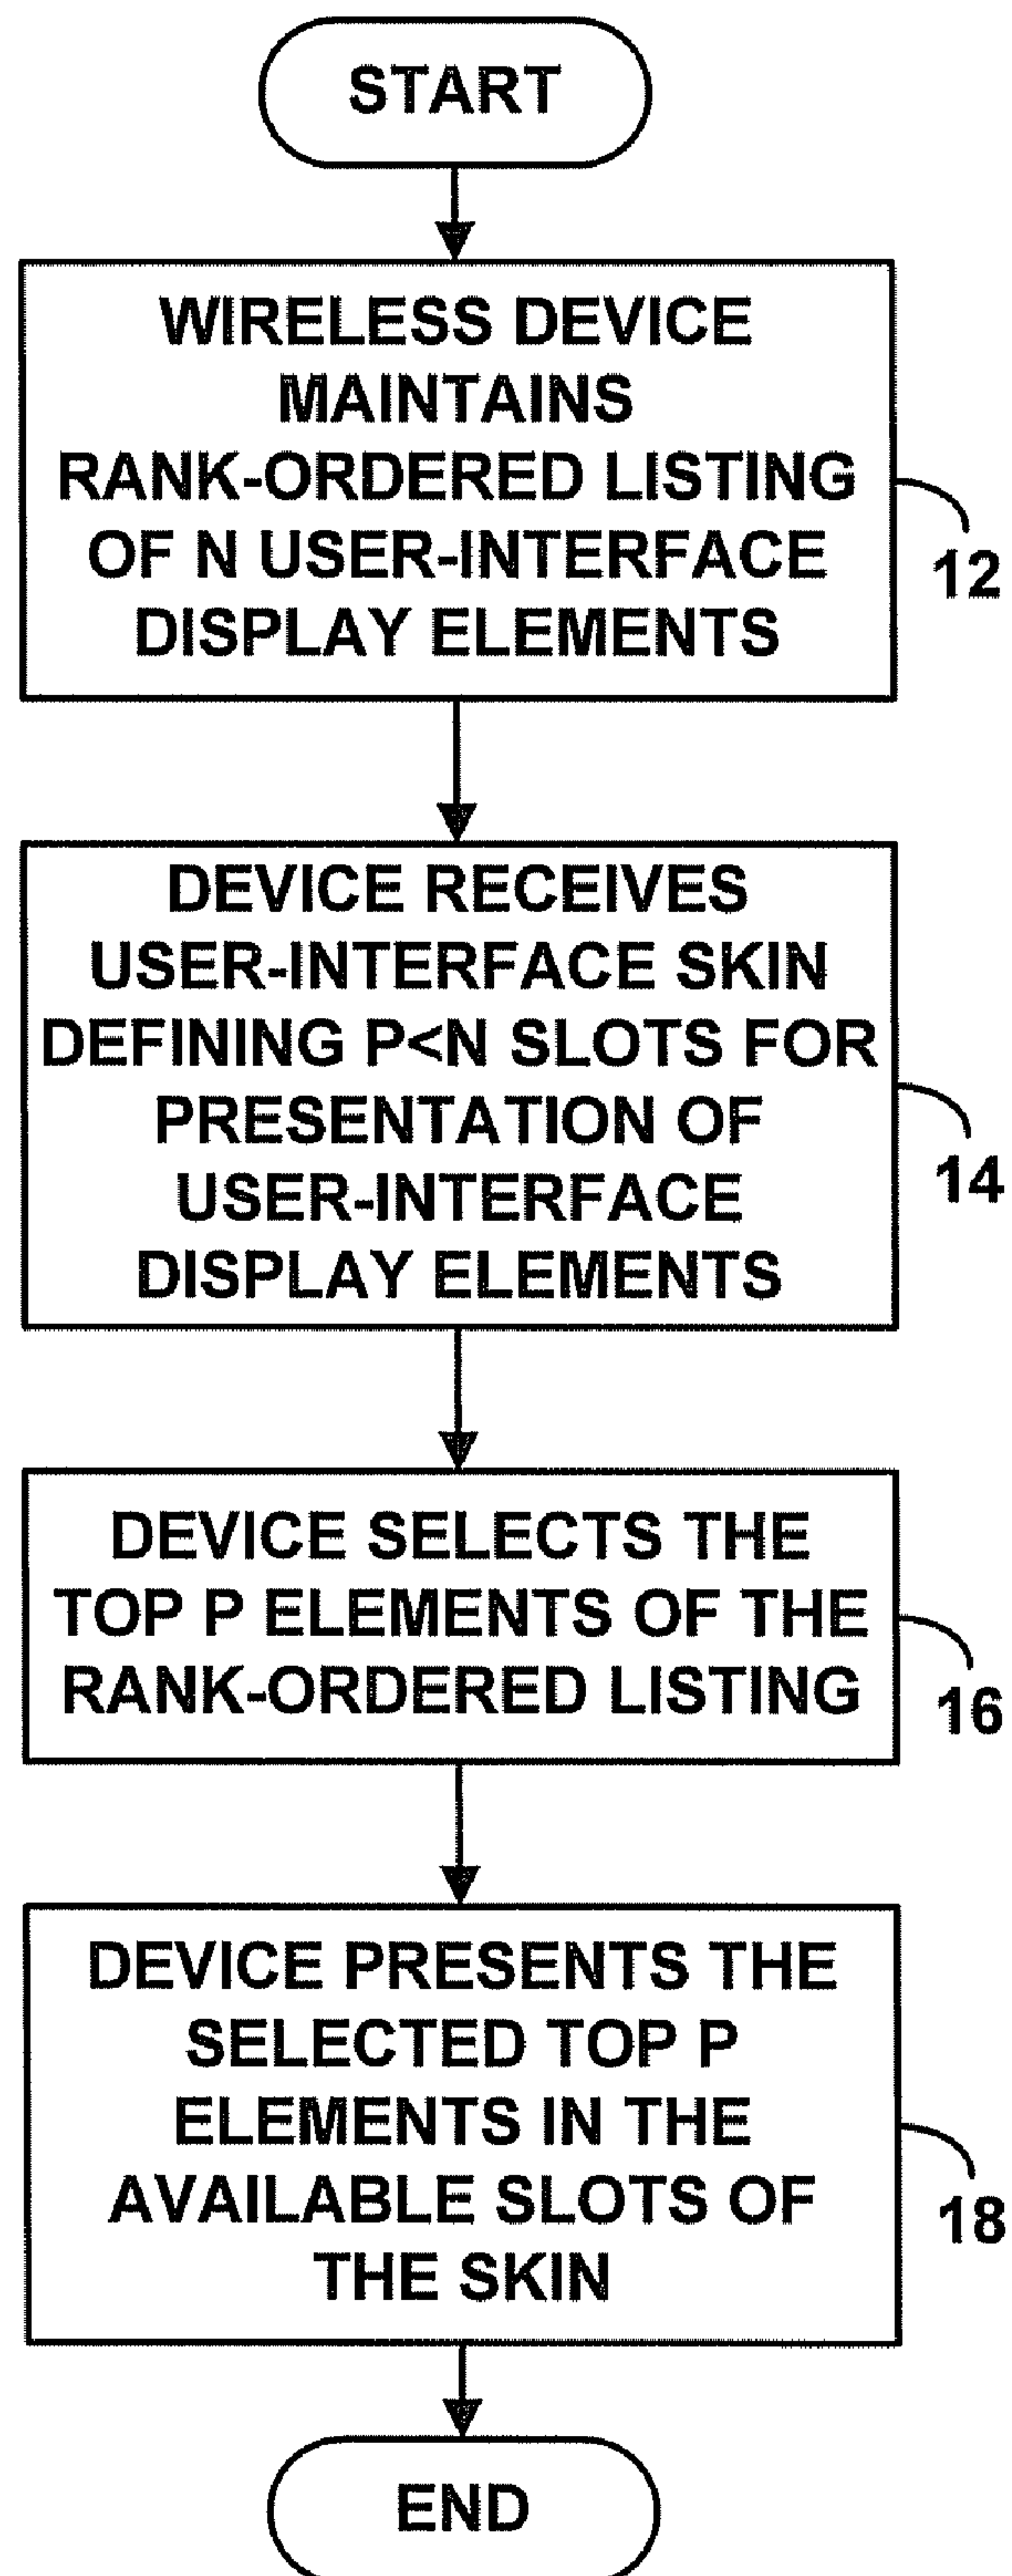 START
WIRELESS DEVICE
MAINTAINS
RANK-ORDERED LISTING
OF N USER-INTERFACE
DISPLAY ELEMENTS
12
DEVICE RECEIVES
USER-INTERFACE SKIN
DEFINING P<N SLOTS FOR
PRESENTATION OF
USER-INTERFACE
DISPLAY ELEMENTS
14
DEVICE SELECTS THE
TOP P ELEMENTS OF THE
RANK-ORDERED LISTING
16
DEVICE PRESENTS THE
SELECTED TOP P
ELEMENTS IN THE
AVAILABLE SLOTS OF
THE SKIN
18
END